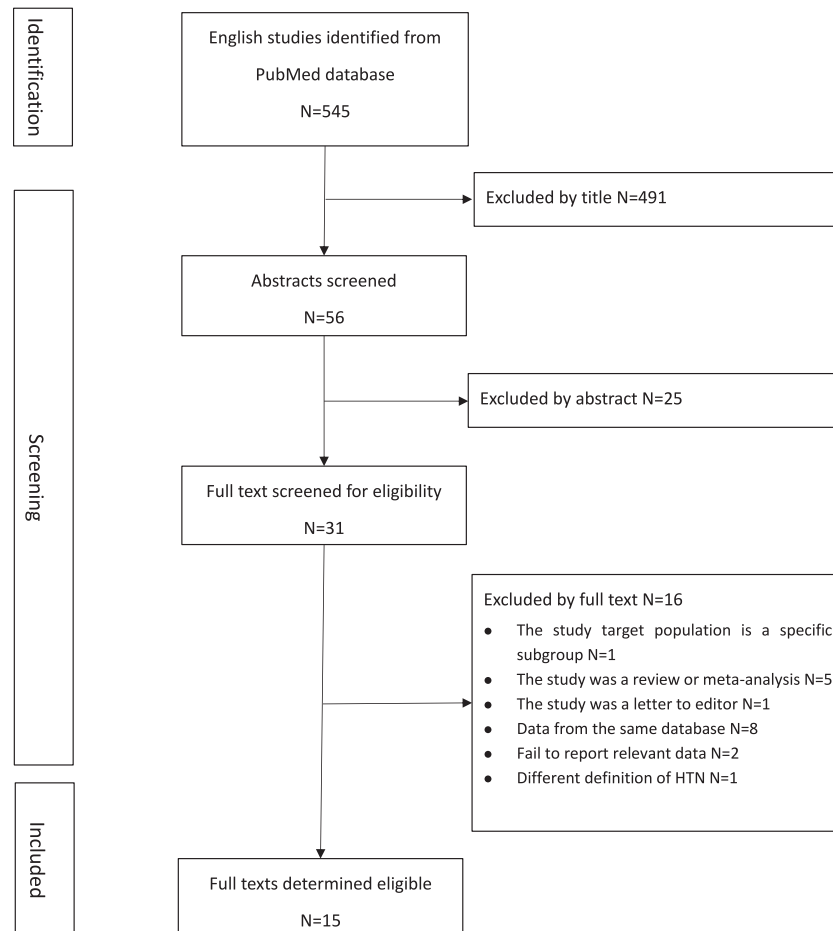 Identification
English studies identified from
PubMed database
N=545
Excluded by title N=491
Abstracts screened
N=56
Excluded by abstract N=25
Screening
Full text screened for eligibility
N=31
Excluded by full text N=16
● The study target population is a specific
subgroup N=1
● The study was a review or meta-analysis N=5
● The study was a letter to editor N=1
● Data from the same database N=8
● Fail to report relevant data N=2
● Different definition of HTN N=1
Included
Full texts determined eligible
N=15